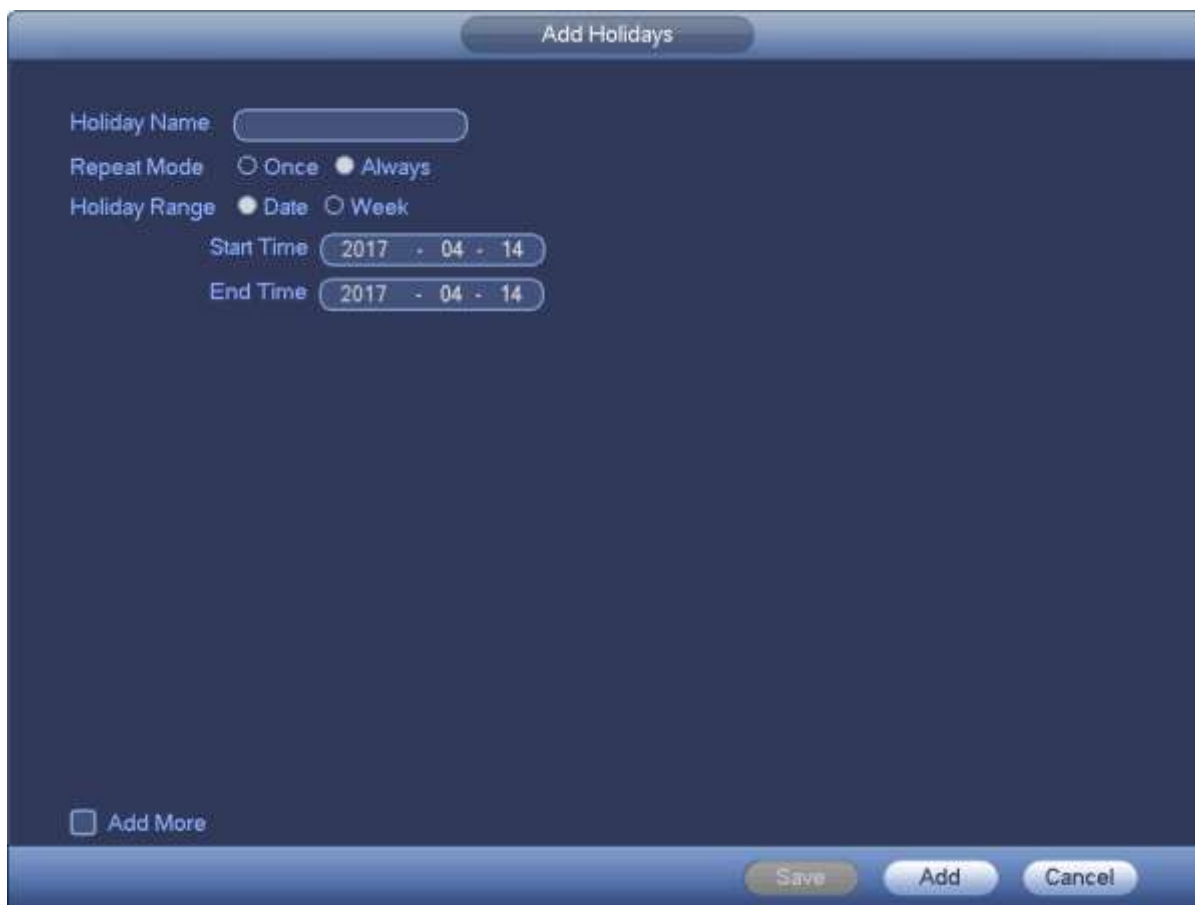 Add Holidays
Holiday Name
Repeat Mode Once Always
Holiday Range Date Week
Start Time 2017 - 04 - 14
End Time 2017 - 04 - 14
Add More
Save Add Cancel